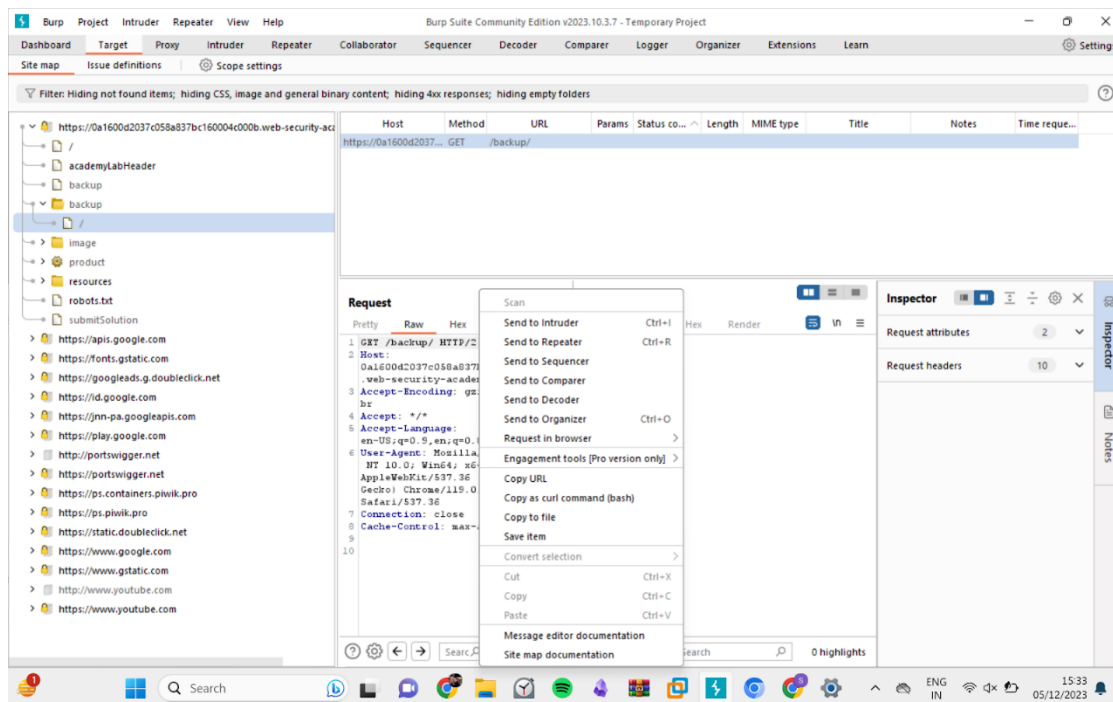 Burp Project Intruder Repeater View Help Burp Suite Community Edition v2023.10.3.7 - Temporary Project
Dashboard Target Proxy Intruder Repeater Collaborator Sequencer Decoder Comparer Logger Organizer Extensions Learn Settings
Site map Issue definitions Scope settings
Filter: Hiding not found items; hiding CSS, image and general binary content; hiding 4xx responses; hiding empty folders
https://0a1600d2037c058a837bc160004c000b.web-security-aca
/
academyLabHeader
backup
backup
/
image
product
resources
robots.txt
submitSolution
https://apis.google.com
https://fonts.gstatic.com
https://googleads.g.doubleclick.net
https://id.google.com
https://jnn-pa.googleapis.com
https://play.google.com
http://portswigger.net
https://portswigger.net
https://ps.containers.piwik.pro
https://ps.piwik.pro
https://static.doubleclick.net
https://www.google.com
https://www.gstatic.com
http://www.youtube.com
https://www.youtube.com
Host Method URL Params Status co... Length MIME type Title Notes Time reque...
https://0a1600d2037... GET /backup/
Request
Pretty Raw Hex
1 GET /backup/ HTTP/2
2 Host:
0a1600d2037c058a837b
.web-security-academ
3 Accept-Encoding: gz
br
4 Accept: */*
5 Accept-Language:
en-US;q=0.9,en;q=0.
6 User-Agent: Mozilla
NT 10.0; Win64; x6
AppleWebKit/537.36
Gecko) Chrome/119.0
Safari/537.36
7 Connection: close
8 Cache-Control: max-
9
10
Search
Scan
Send to Intruder Ctrl+I
Send to Repeater Ctrl+R
Send to Sequencer
Send to Comparer
Send to Decoder
Send to Organizer Ctrl+O
Request in browser
Engagement tools [Pro version only]
Copy URL
Copy as curl command (bash)
Copy to file
Save item
Convert selection
Cut Ctrl+X
Copy Ctrl+C
Paste Ctrl+V
Message editor documentation
Site map documentation
Hex Render \n
Search 0 highlights
Inspector
Request attributes 2
Request headers 10
Inspector
Notes
1
Search
ENG
IN
15:33
05/12/2023